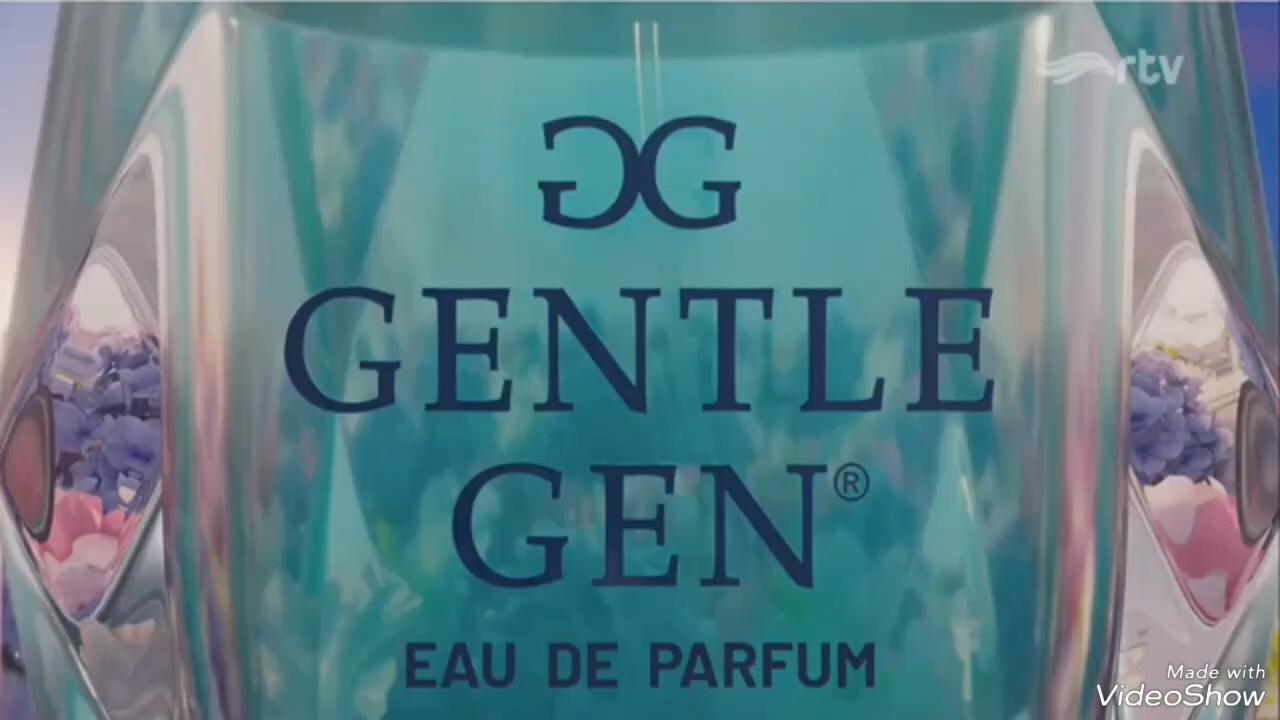 rtv
GG
GENTLE
GEN®
EAU DE PARFUM
Made with
VideoShow